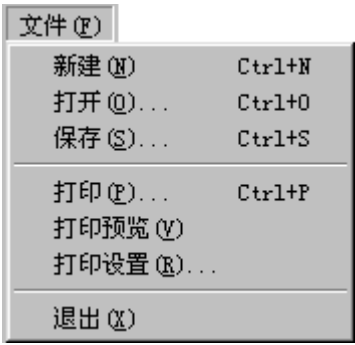 文件(F)
新建(N) Ctrl+N
打开(O)... Ctrl+O
保存(S)... Ctrl+S
打印(P)... Ctrl+P
打印预览(V)
打印设置(R)...
退出(X)